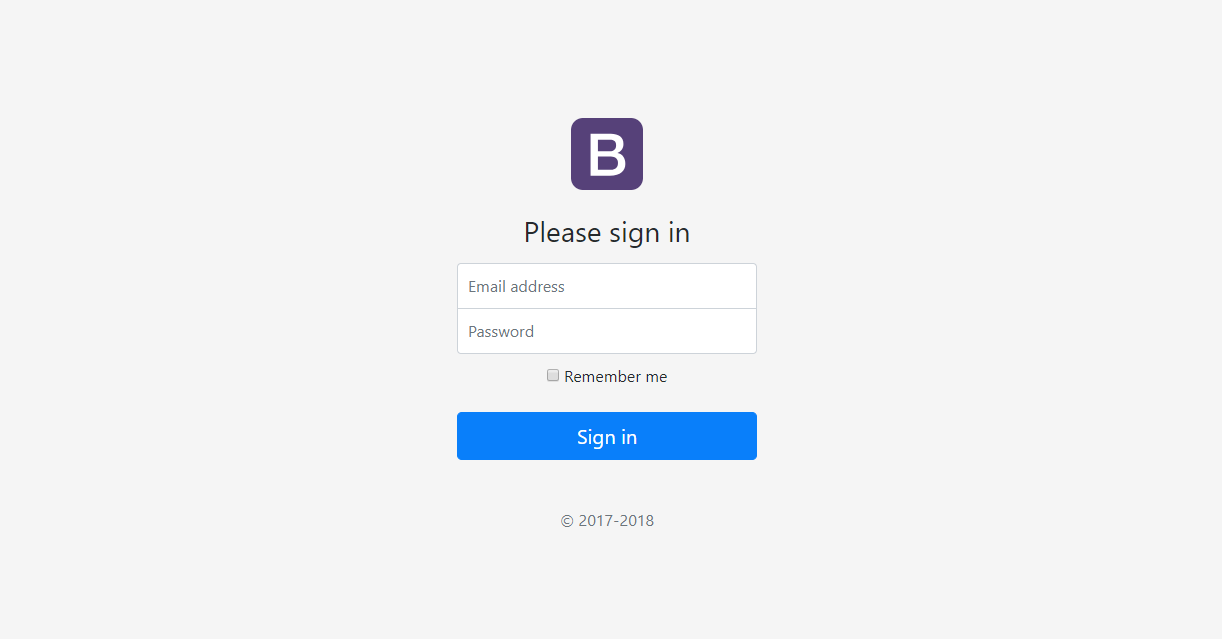 B
Please sign in
Email address
Password
Remember me
Sign in
© 2017-2018